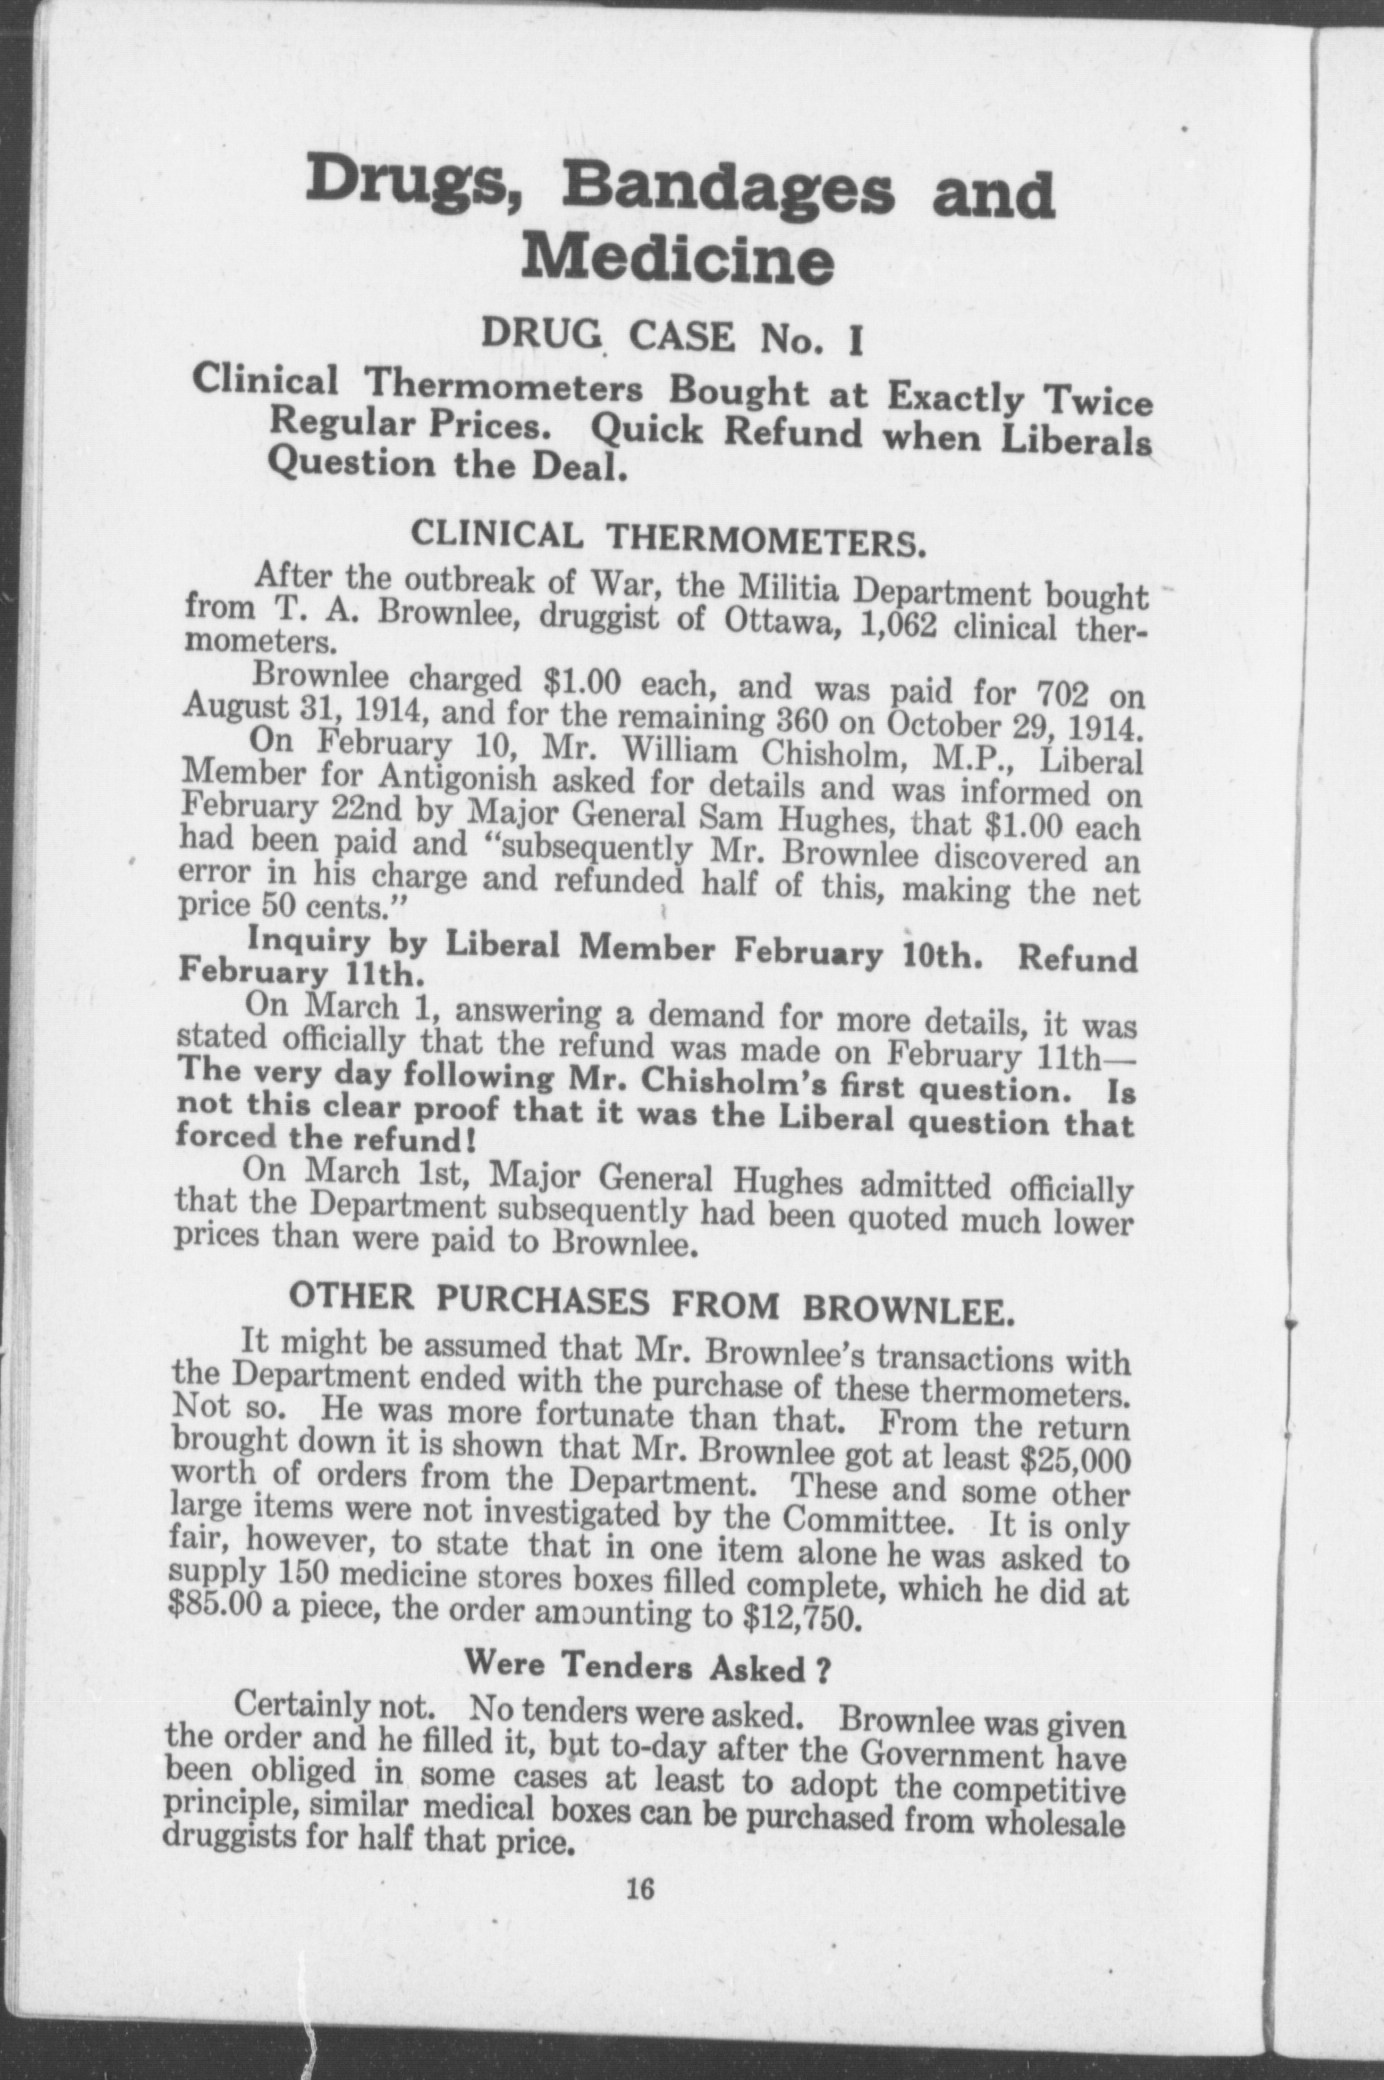 Drugs, Bandages and
Medicine
DRUG CASE No. I
Clinical Thermometers Bought at Exactly Twice
Regular Prices. Quick Refund when Liberals
Question the Deal.
CLINICAL THERMOMETERS.
After the outbreak of War, the Militia Department bought
from T. A. Brownlee, druggist of Ottawa, 1,062 clinical ther-
mometers.
Brownlee charged $1.00 each, and was paid for 702 on
August 31, 1914, and for the remaining 360 on October 29, 1914.
On February 10, Mr. William Chisholm, M.P., Liberal
Member for Antigonish asked for details and was informed on
February 22nd by Major General Sam Hughes, that $1.00 each
had been paid and "subsequently Mr. Brownlee discovered an
error in his charge and refunded half of this, making the net
price 50 cents."
Inquiry by Liberal Member February 10th. Refund
February 11th.
On March 1, answering a demand for more details, it was
stated officially that the refund was made on February 11th—
The very day following Mr. Chisholm's first question. Is
not this clear proof that it was the Liberal question that
forced the refund!
On March 1st, Major General Hughes admitted officially
that the Department subsequently had been quoted much lower
prices than were paid to Brownlee.
OTHER PURCHASES FROM BROWNLEE.
It might be assumed that Mr. Brownlee's transactions with
the Department ended with the purchase of these thermometers.
Not so. He was more fortunate than that. From the return
brought down it is shown that Mr. Brownlee got at least $25,000
worth of orders from the Department. These and some other
large items were not investigated by the Committee. It is only
fair, however, to state that in one item alone he was asked to
supply 150 medicine stores boxes filled complete, which he did at
$85.00 a piece, the order amounting to $12,750.
Were Tenders Asked?
Certainly not. No tenders were asked. Brownlee was given
the order and he filled it, but to-day after the Government have
been obliged in some cases at least to adopt the competitive
principle, similar medical boxes can be purchased from wholesale
druggists for half that price.
16